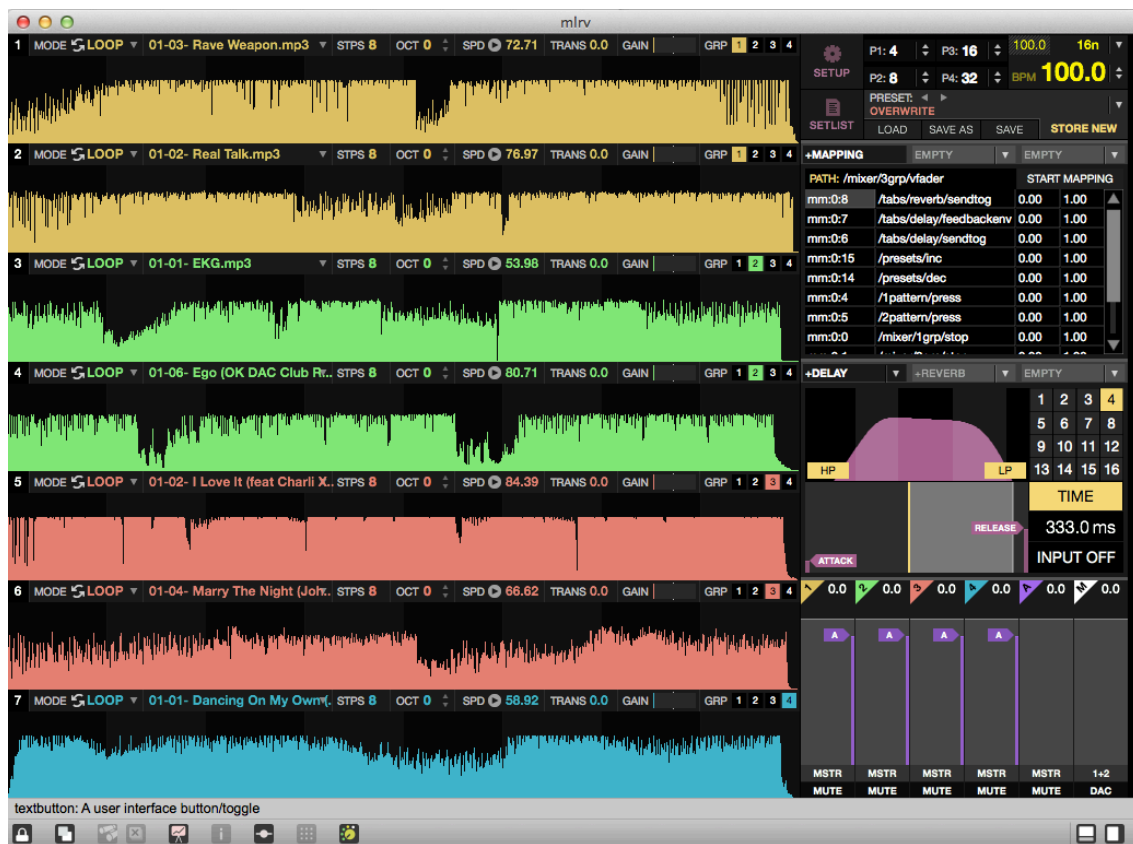 mlrv
1 MODE LOOP 01-03- Rave Weapon.mp3 STPS 8 OCT 0 SPD 72.71 TRANS 0.0 GAIN GRP 1 2 3 4
2 MODE LOOP 01-02- Real Talk.mp3 STPS 8 OCT 0 SPD 76.97 TRANS 0.0 GAIN GRP 1 2 3 4
3 MODE LOOP 01-01- EKG.mp3 STPS 8 OCT 0 SPD 53.98 TRANS 0.0 GAIN GRP 1 2 3 4
4 MODE LOOP 01-06- Ego (OK DAC Club R... STPS 8 OCT 0 SPD 80.71 TRANS 0.0 GAIN GRP 1 2 3 4
5 MODE LOOP 01-02- I Love It (feat Charli X... STPS 8 OCT 0 SPD 84.39 TRANS 0.0 GAIN GRP 1 2 3 4
6 MODE LOOP 01-04- Marry The Night (Joh... STPS 8 OCT 0 SPD 66.62 TRANS 0.0 GAIN GRP 1 2 3 4
7 MODE LOOP 01-01- Dancing On My Own (. STPS 8 OCT 0 SPD 58.92 TRANS 0.0 GAIN GRP 1 2 3 4
SETUP
P1: 4 P3: 16
P2: 8 P4: 32
100.0 16n
BPM 100.0
SETLIST
PRESET:
OVERWRITE
LOAD SAVE AS SAVE STORE NEW
+MAPPING EMPTY EMPTY
PATH: /mixer/3grp/vfader START MAPPING
mm:0:8 /tabs/reverb/sendtog 0.00 1.00
mm:0:7 /tabs/delay/feedbackenv 0.00 1.00
mm:0:6 /tabs/delay/sendtog 0.00 1.00
mm:0:15 /presets/inc 0.00 1.00
mm:0:14 /presets/dec 0.00 1.00
mm:0:4 /1pattern/press 0.00 1.00
mm:0:5 /2pattern/press 0.00 1.00
mm:0:0 /mixer/1grp/stop 0.00 1.00
+DELAY +REVERB EMPTY
1 2 3 4
5 6 7 8
9 10 11 12
13 14 15 16
HP LP
TIME
333.0 ms
INPUT OFF
RELEASE
ATTACK
1 0.0 2 0.0 3 0.0 4 0.0 A 0.0 M 0.0
A A A A
MSTR MSTR MSTR MSTR MSTR 1+2
MUTE MUTE MUTE MUTE MUTE DAC
textbutton: A user interface button/toggle